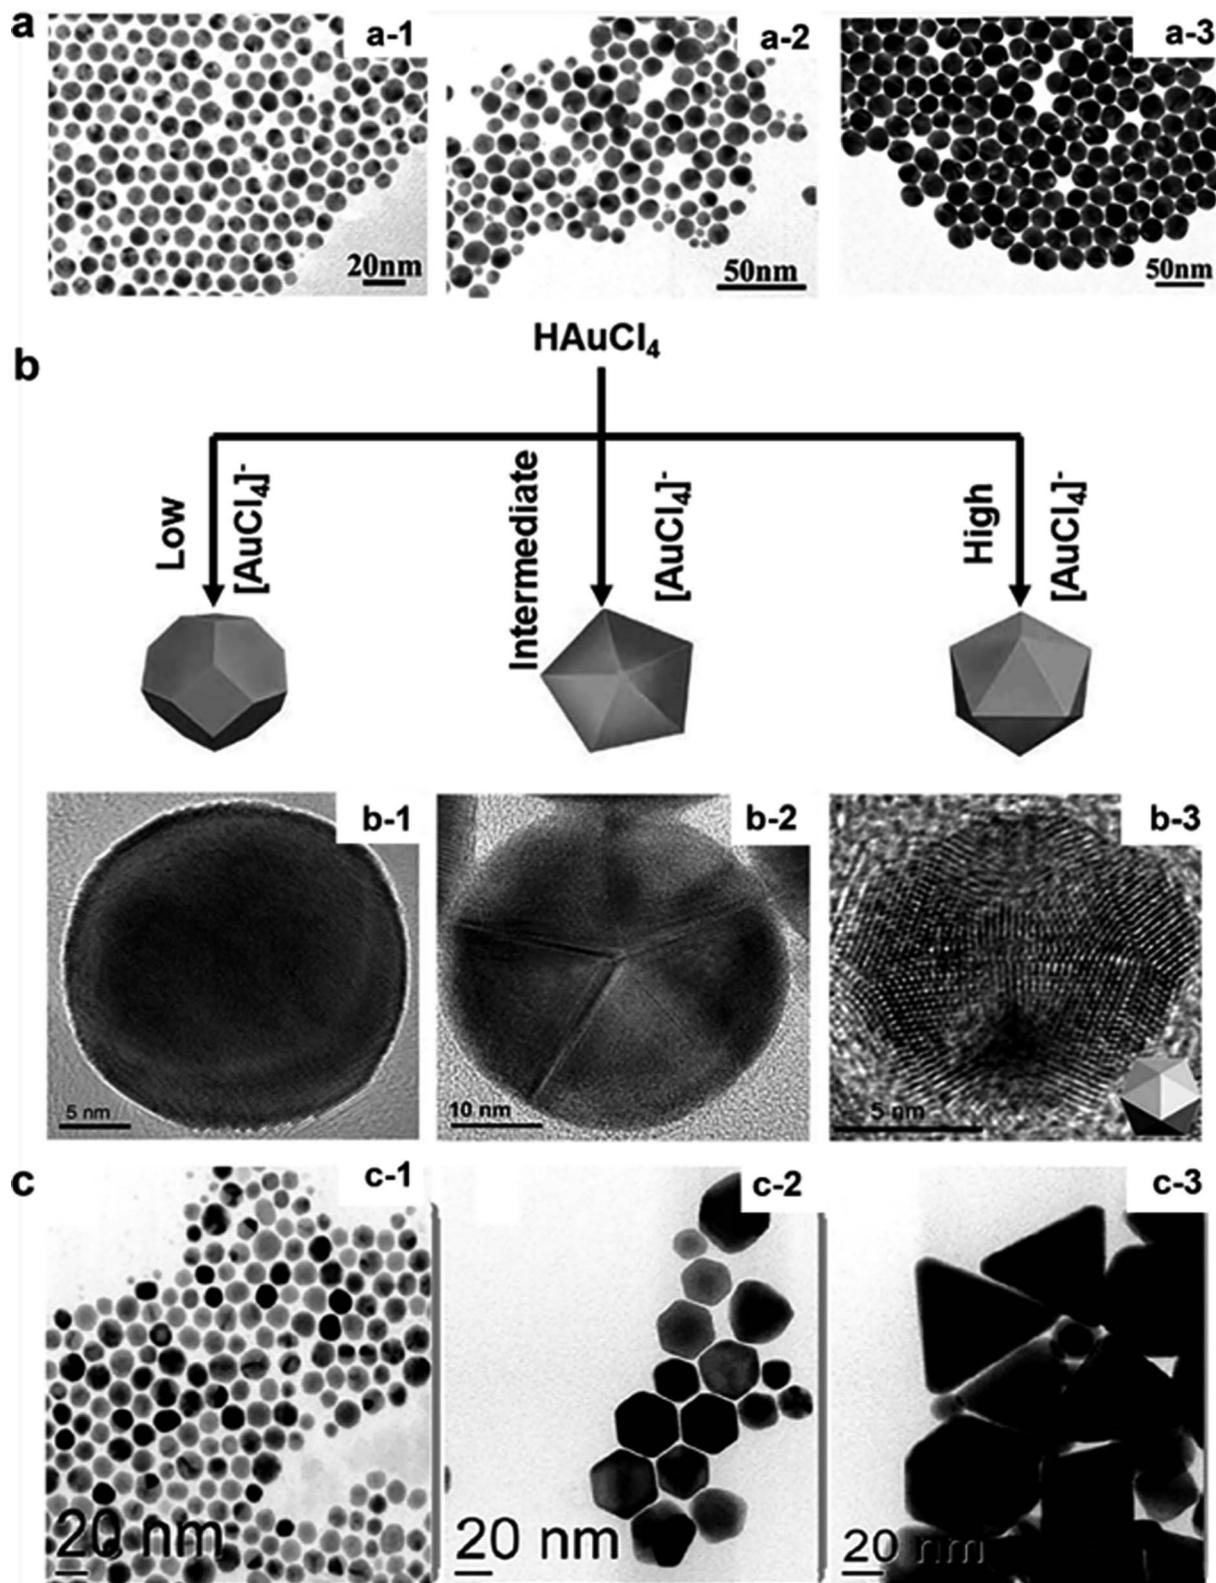 a
a-1
a-2
a-3
20nm
50nm
50nm
b
HAuCl₄
Low
[AuCl₄]⁻
Intermediate
[AuCl₄]⁻
High
[AuCl₄]⁻
b-1
b-2
b-3
5 nm
10 nm
5 nm
c
c-1
c-2
c-3
20 nm
20 nm
20 nm